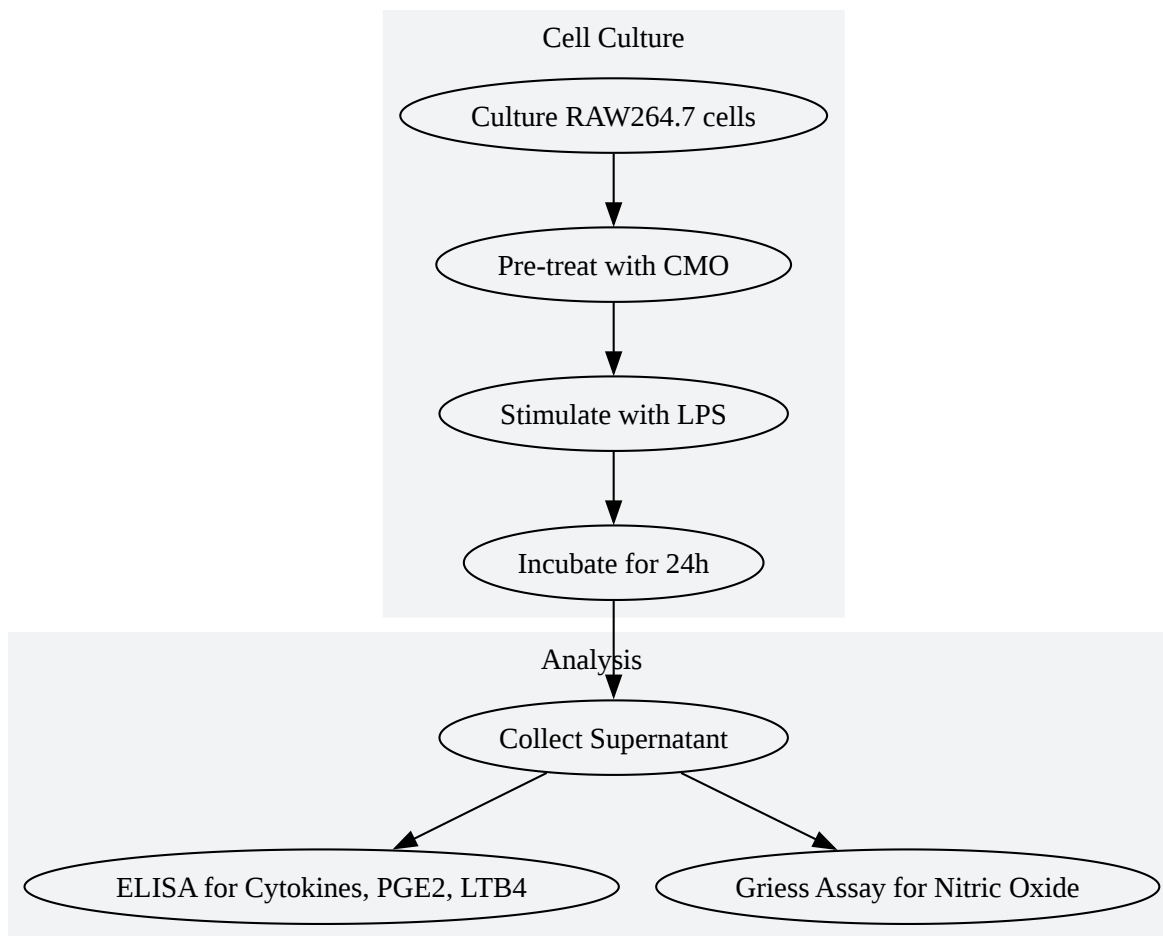 Cell Culture
Culture RAW264.7 cells
Pre-treat with CMO
Stimulate with LPS
Incubate for 24h
Analysis
Collect Supernatant
ELISA for Cytokines, PGE2, LTB4
Griess Assay for Nitric Oxide